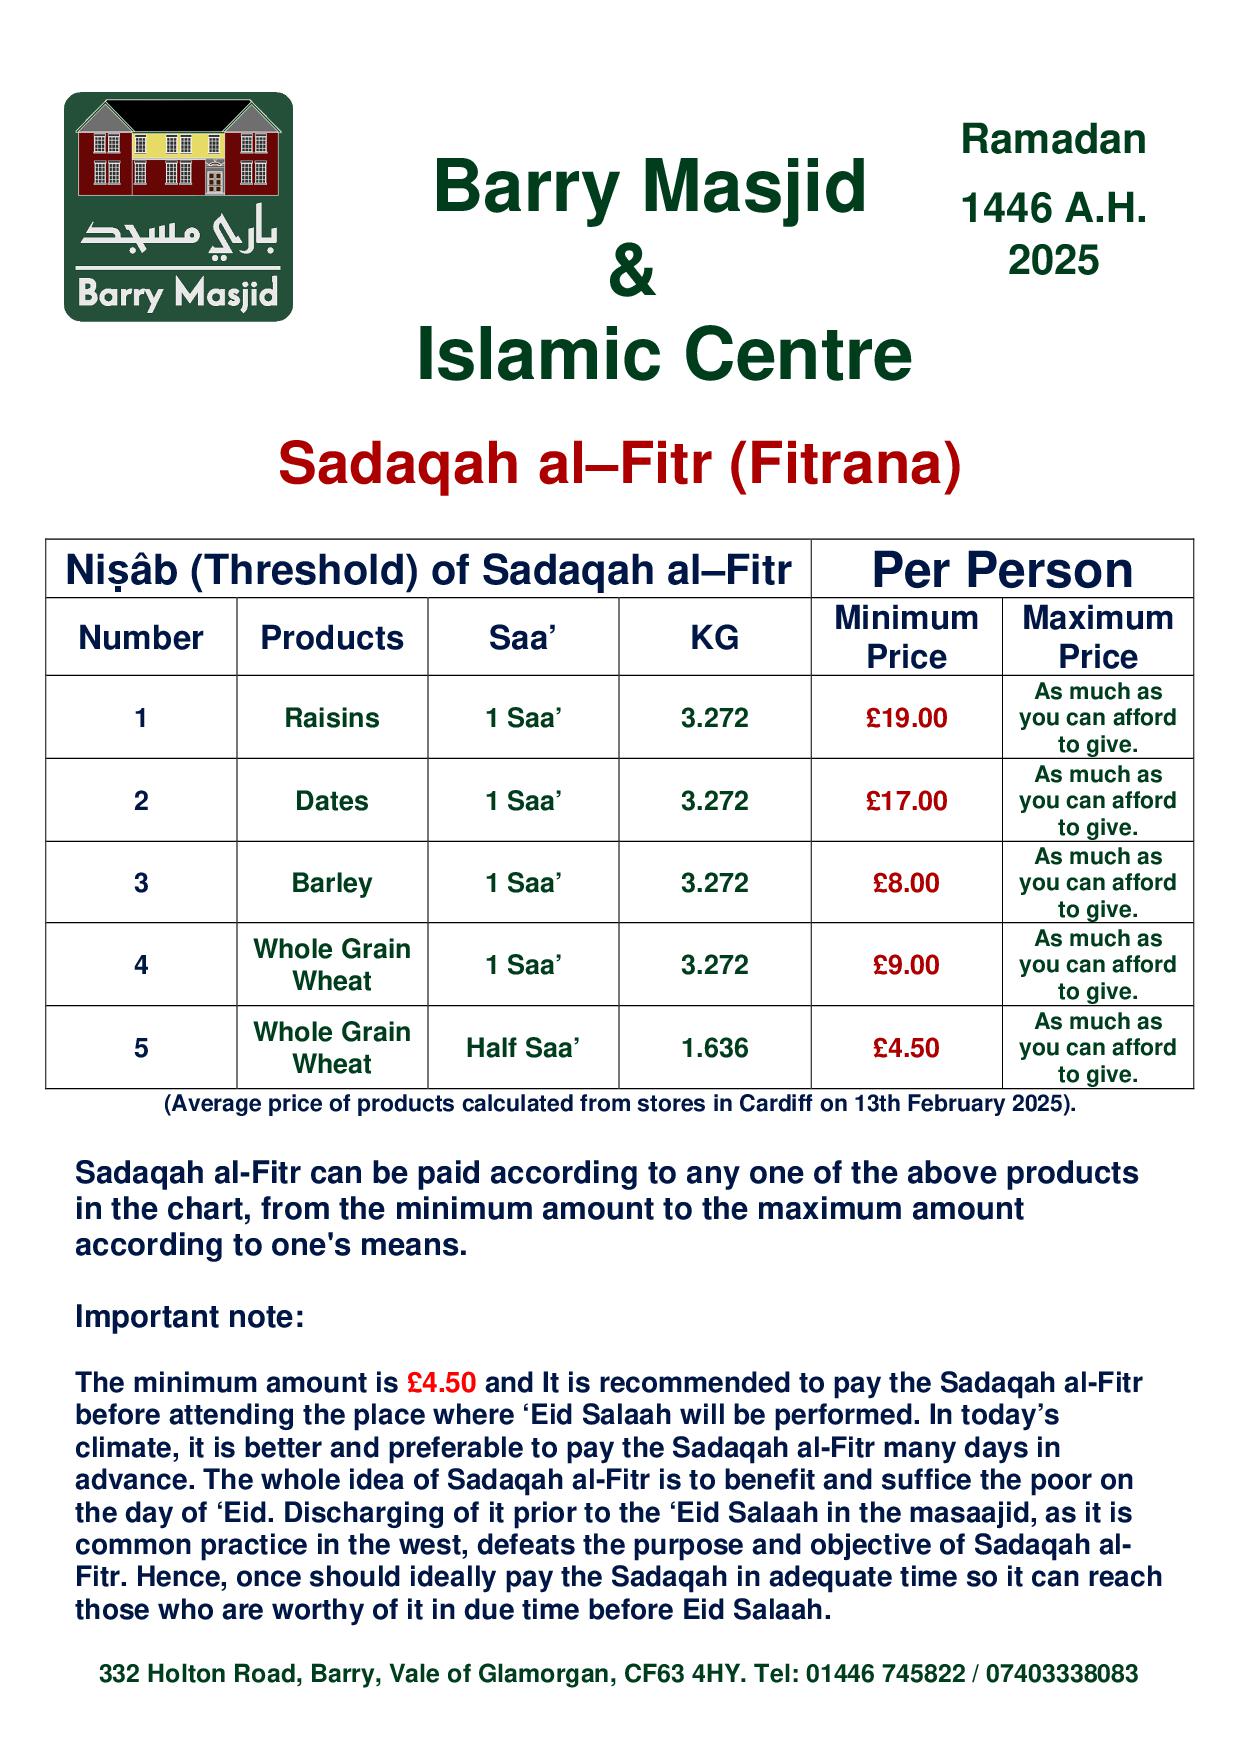 باري مسجد
Barry Masjid
Barry Masjid
&
Islamic Centre
Ramadan
1446 A.H.
2025
Sadaqah al–Fitr (Fitrana)
Niṣâb (Threshold) of Sadaqah al–Fitr Per Person
Number Products Saa’ KG Minimum Price Maximum Price
1 Raisins 1 Saa’ 3.272 £19.00 As much as you can afford to give.
2 Dates 1 Saa’ 3.272 £17.00 As much as you can afford to give.
3 Barley 1 Saa’ 3.272 £8.00 As much as you can afford to give.
4 Whole Grain Wheat 1 Saa’ 3.272 £9.00 As much as you can afford to give.
5 Whole Grain Wheat Half Saa’ 1.636 £4.50 As much as you can afford to give.
(Average price of products calculated from stores in Cardiff on 13th February 2025).
Sadaqah al-Fitr can be paid according to any one of the above products
in the chart, from the minimum amount to the maximum amount
according to one's means.
Important note:
The minimum amount is £4.50 and It is recommended to pay the Sadaqah al-Fitr
before attending the place where ‘Eid Salaah will be performed. In today’s
climate, it is better and preferable to pay the Sadaqah al-Fitr many days in
advance. The whole idea of Sadaqah al-Fitr is to benefit and suffice the poor on
the day of ‘Eid. Discharging of it prior to the ‘Eid Salaah in the masaajid, as it is
common practice in the west, defeats the purpose and objective of Sadaqah al-
Fitr. Hence, once should ideally pay the Sadaqah in adequate time so it can reach
those who are worthy of it in due time before Eid Salaah.
332 Holton Road, Barry, Vale of Glamorgan, CF63 4HY. Tel: 01446 745822 / 07403338083